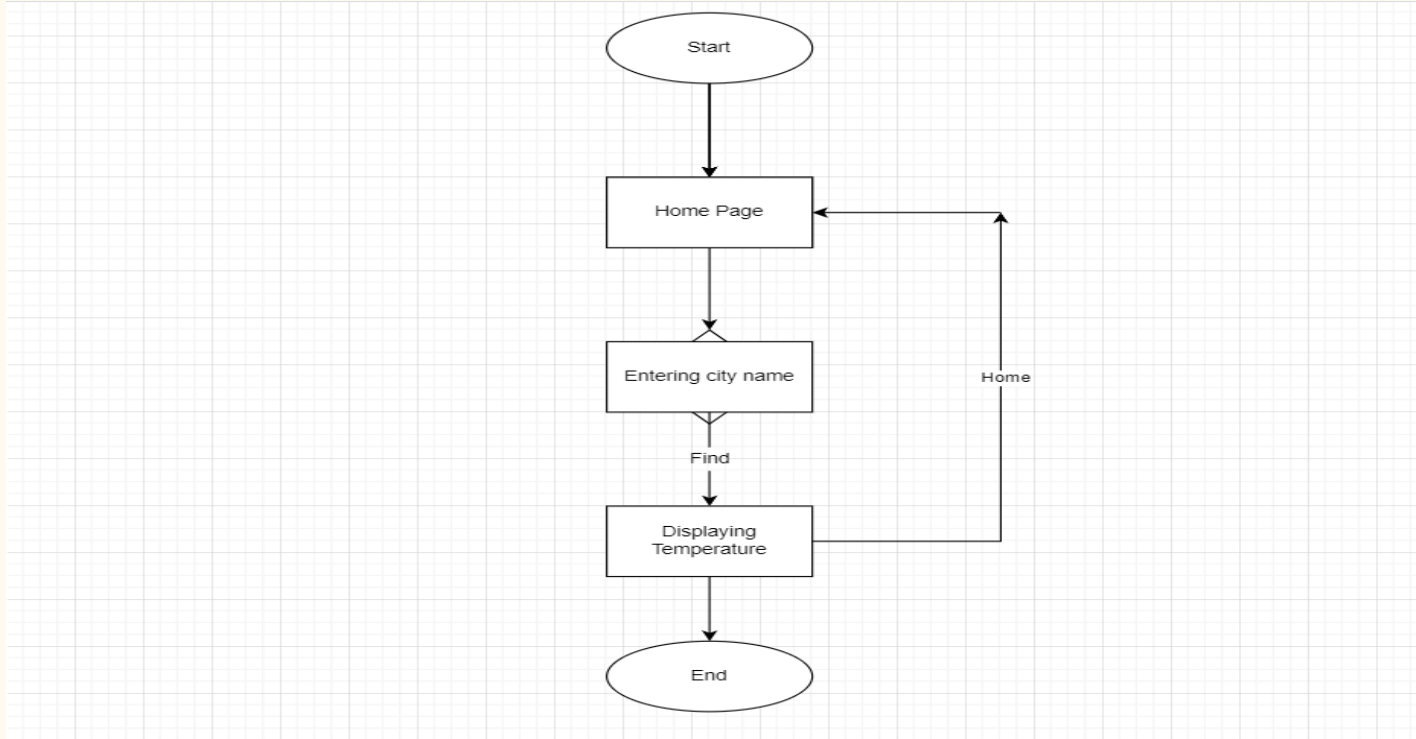 Start
Home Page
Entering city name
Home
Find
Displaying
Temperature
End